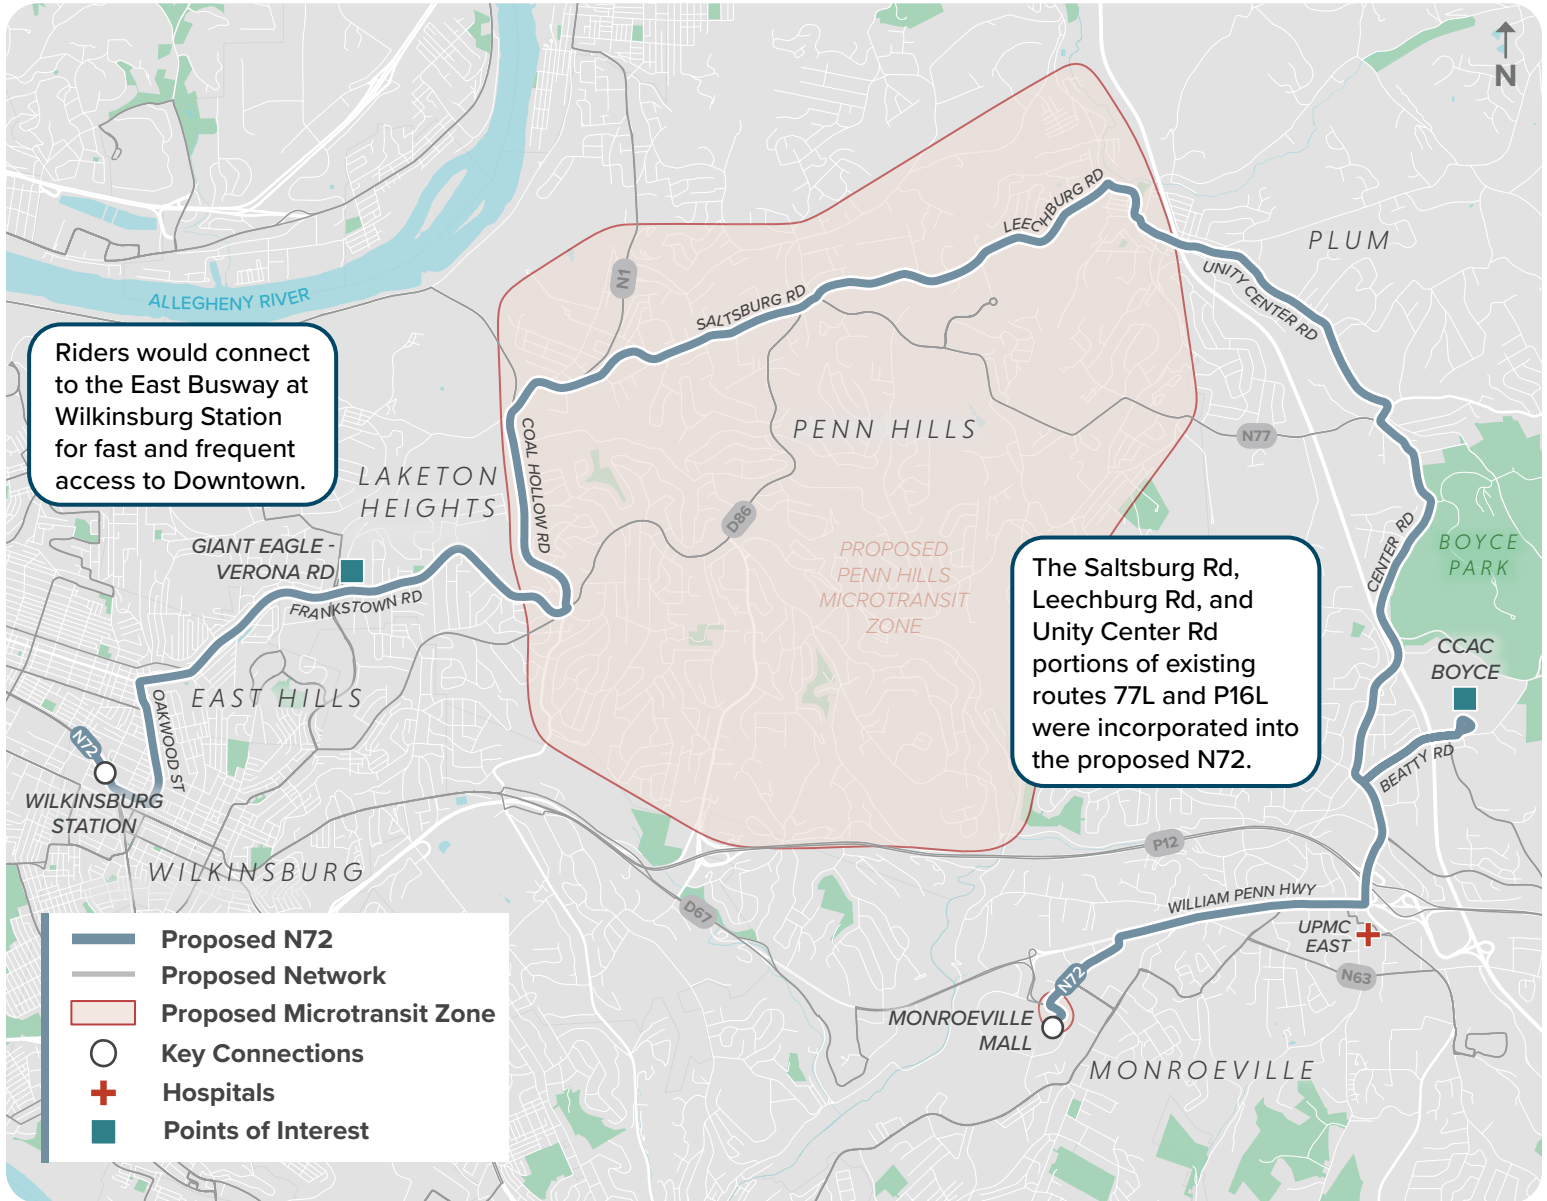 N
PLUM
LEECHBURG RD
UNITY CENTER RD
N1
ALLEGHENY RIVER
SALTSBURG RD
Riders would connect
to the East Busway at
Wilkinsburg Station
for fast and frequent
access to Downtown.
PENN HILLS
N77
COAL HOLLOW RD
LAKETON
HEIGHTS
D86
CENTER RD
BOYCE
PARK
GIANT EAGLE -
VERONA RD
FRANKSTOWN RD
PROPOSED
PENN HILLS
MICROTRANSIT
ZONE
The Saltsburg Rd,
Leechburg Rd, and
Unity Center Rd
portions of existing
routes 77L and P16L
were incorporated into
the proposed N72.
CCAC
BOYCE
EAST HILLS
OAKWOOD ST
N72
BEATTY RD
WILKINSBURG
STATION
P12
WILKINSBURG
D67
WILLIAM PENN HWY
UPMC
EAST
N63
N72
MONROEVILLE
MALL
MONROEVILLE
Proposed N72
Proposed Network
Proposed Microtransit Zone
Key Connections
Hospitals
Points of Interest